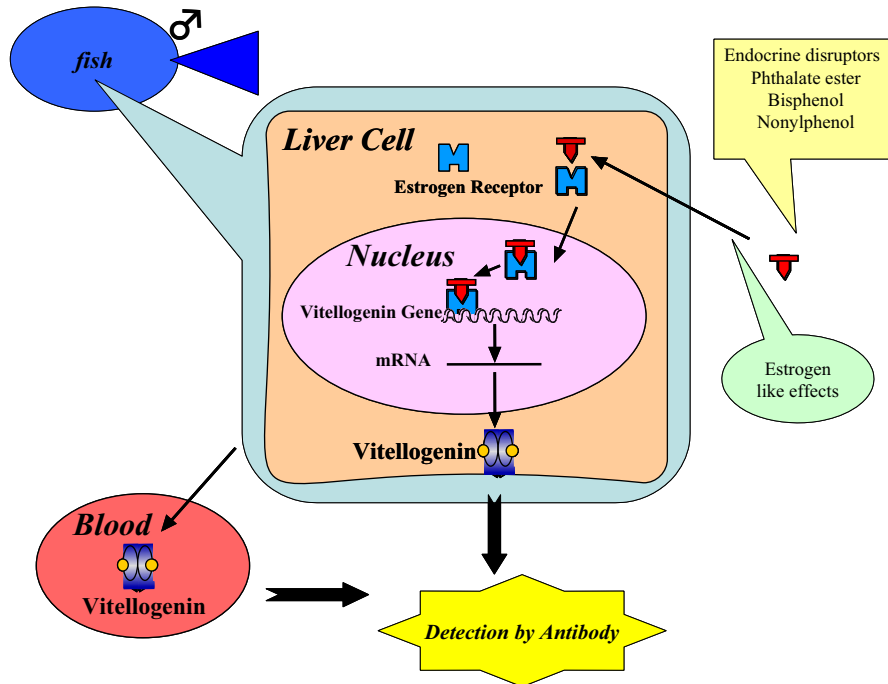 ♂
fish
Endocrine disruptors
Phthalate ester
Bisphenol
Nonylphenol
Liver Cell
Estrogen Receptor
Nucleus
Vitellogenin Gene
mRNA
Estrogen
like effects
Vitellogenin
Blood
Vitellogenin
Detection by Antibody